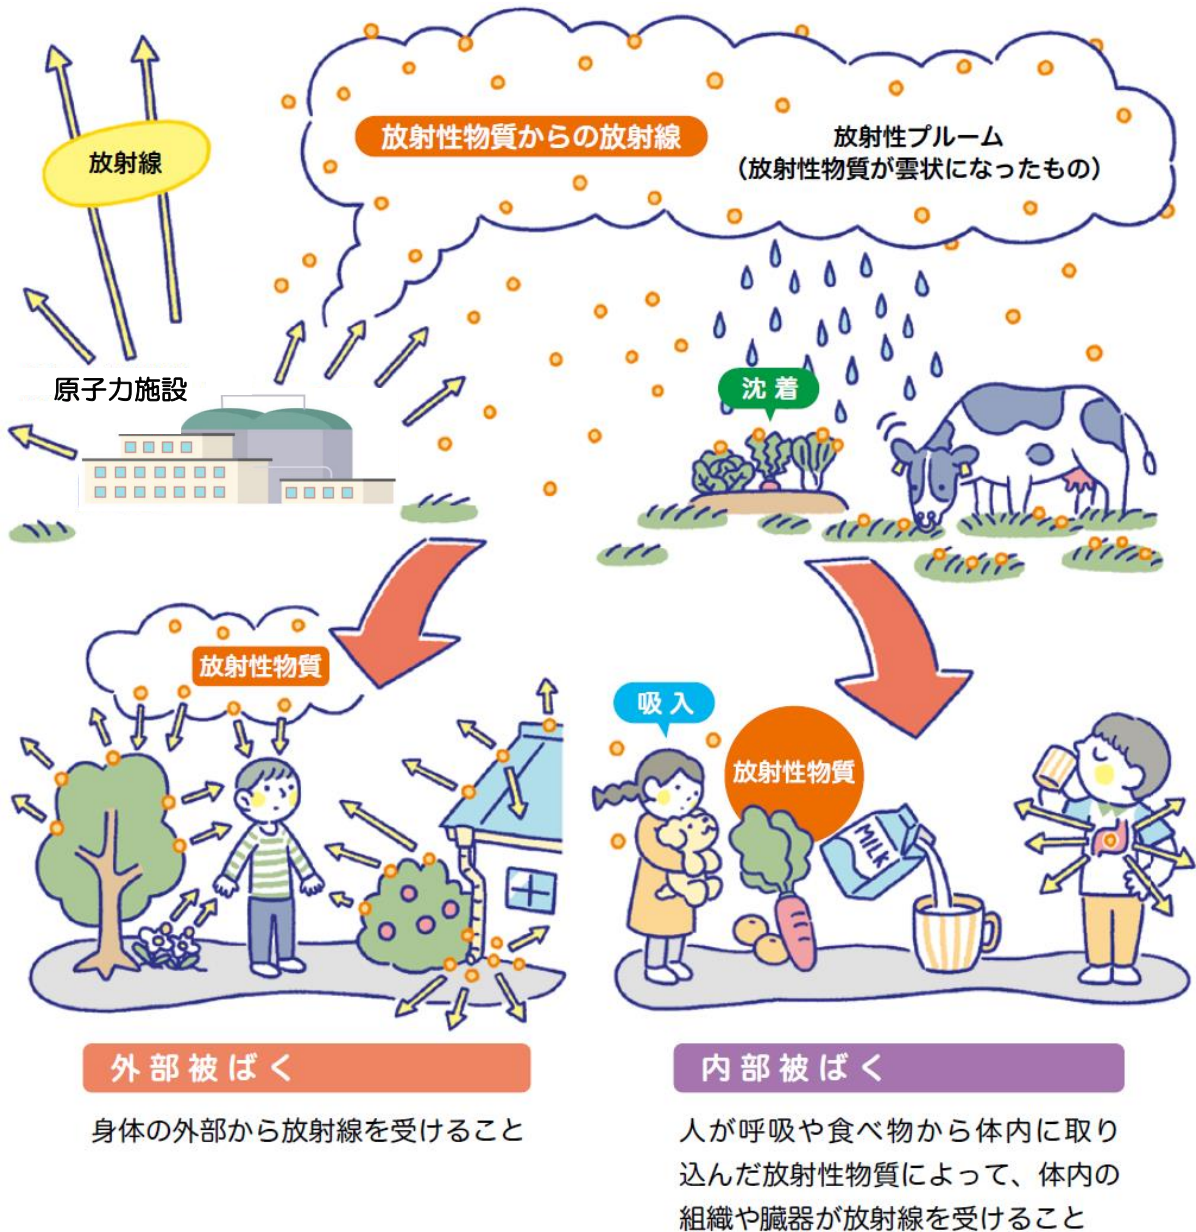 放射線
放射性物質からの放射線
放射性プルーム
（放射性物質が雲状になったもの）
原子力施設
沈着
放射性物質
吸入
放射性物質
MILK
外部被ばく
身体の外部から放射線を受けること
内部被ばく
人が呼吸や食べ物から体内に取り
込んだ放射性物質によって、体内の
組織や臓器が放射線を受けること